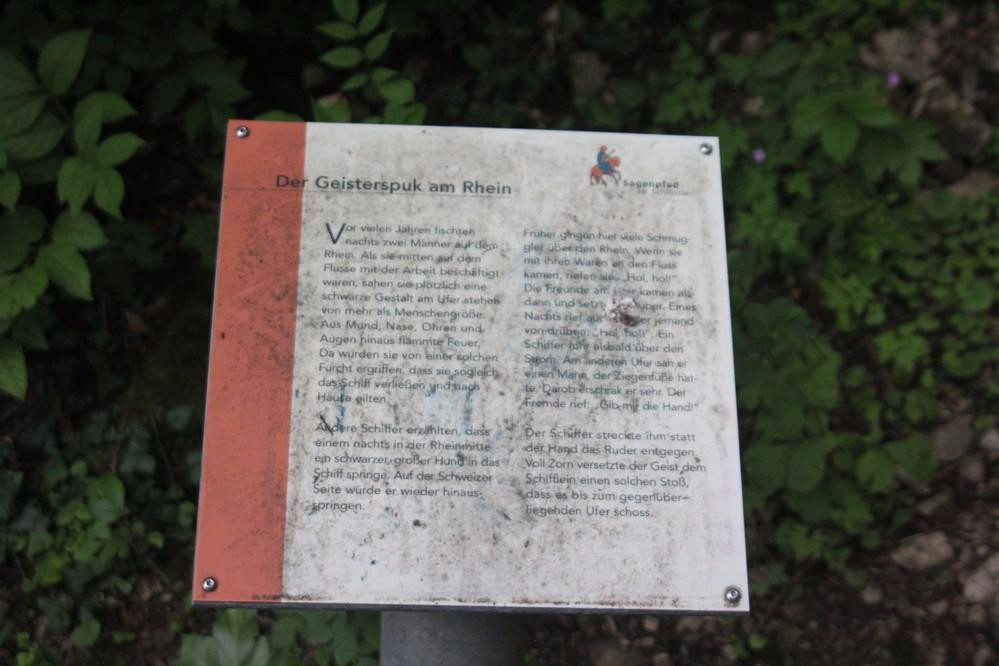 Der Geisterspuk am Rhein
Sagenpfad
Vor vielen Jahren fischten
nachts zwei Männer auf dem
Rhein. Als sie mitten auf dem
Flusse mit der Arbeit beschäftigt
waren, sahen sie plötzlich eine
schwarze Gestalt am Ufer stehen
von mehr als Menschengröße.
Aus Mund, Nase, Ohren und
Augen hinaus flammte Feuer.
Da wurden sie von einer solchen
Furcht ergriffen, dass sie sogleich
das Schiff verließen und nach
Hause eilten.
Andere Schiffer erzählten, dass
einem nachts in der Rheinmitte
ein schwarzer, großer Hund in das
Schiff springe. Auf der Schweizer
Seite würde er wieder hinaus-
springen.
Früher gingen hier viele Schmug-
gler über den Rhein. Wenn sie
mit ihren Waren an den Fluss
kamen, riefen sie: „Hol, hol!"
Die Freunde am kamen als-
dann und über. Eines
Nachts rief jemand
von drüben: „Hol, hol!". Ein
Schiffer fuhr alsbald über den
Strom. Am anderen Ufer sah er
einen Mann, der Ziegenfüße hat-
te. Darob erschrak er sehr. Der
Fremde rief: „Gib mir die Hand!".
Der Schiffer streckte ihm statt
der Hand das Ruder entgegen.
Voll Zorn versetzte der Geist dem
Schifflein einen solchen Stoß,
dass es bis zum gegenüber-
liegenden Ufer schoss.